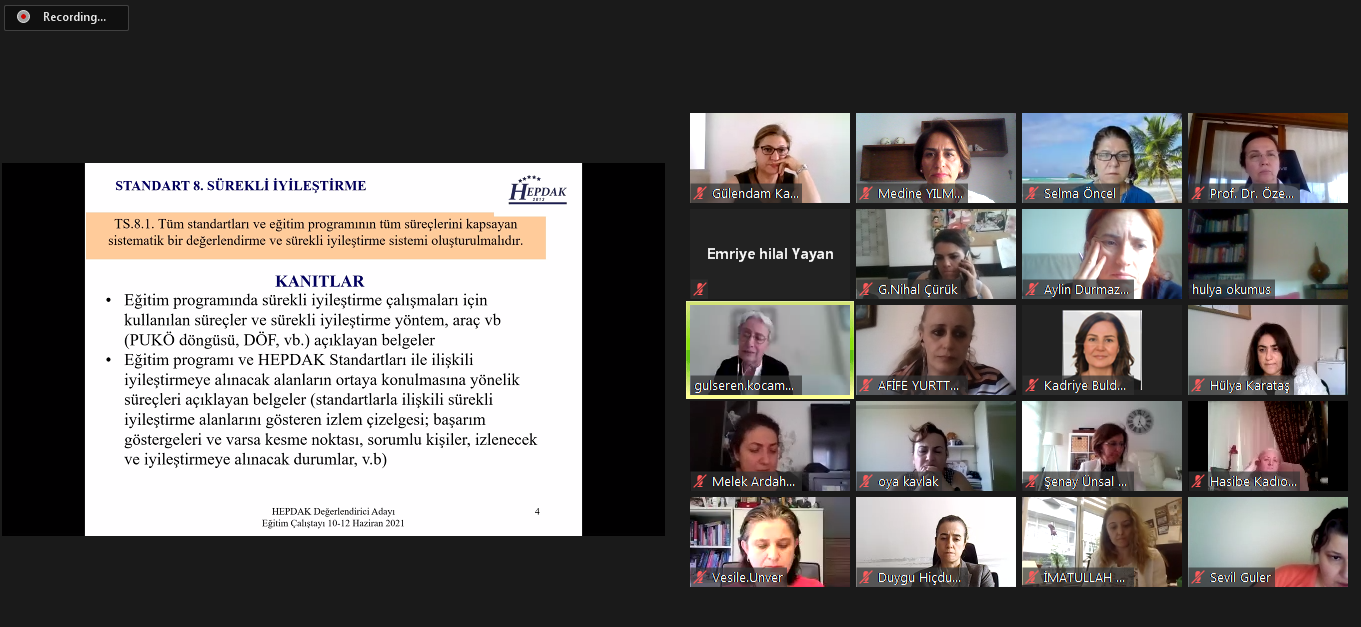 Recording...
STANDART 8. SÜREKLİ İYİLEŞTİRME
HEPDAK
2013
TS.8.1. Tüm standartları ve eğitim programının tüm süreçlerini kapsayan
sistematik bir değerlendirme ve sürekli iyileştirme sistemi oluşturulmalıdır.
KANITLAR
• Eğitim programında sürekli iyileştirme çalışmaları için
kullanılan süreçler ve sürekli iyileştirme yöntem, araç vb
(PUKÖ döngüsü, DÖF, vb.) açıklayan belgeler
• Eğitim programı ve HEPDAK Standartları ile ilişkili
iyileştirmeye alınacak alanların ortaya konulmasına yönelik
süreçleri açıklayan belgeler (standartlarla ilişkili sürekli
iyileştirme alanlarını gösteren izlem çizelgesi; başarım
göstergeleri ve varsa kesme noktası, sorumlu kişiler, izlenecek
ve iyileştirmeye alınacak durumlar, v.b)
HEPDAK Değerlendirici Adayı
Eğitim Çalıştayı 10-12 Haziran 2021
4
Gülendam Ka...
Medine YILM...
Selma Öncel
Prof. Dr. Öze...
Emriye hilal Yayan
G.Nihal Çürük
Aylin Durmaz...
hulya okumus
gulseren.kocam...
AFİFE YURTT...
Kadriye Buld...
Hülya Karataş
Melek Ardah...
oya kavlak
Şenay Ünsal ...
Hasibe Kadıo...
Vesile.Unver
Duygu Hiçdu...
İMATULLAH ...
Sevil Guler